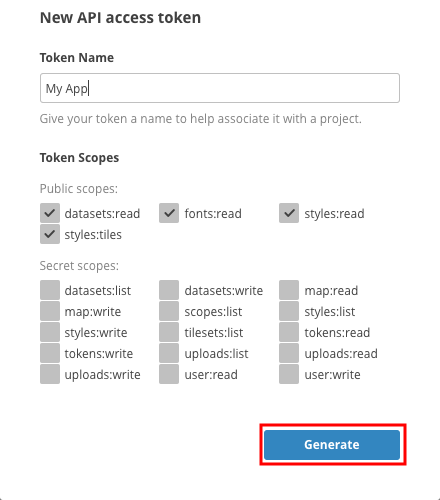 New API access token
Token Name
My App
Give your token a name to help associate it with a project.
Token Scopes
Public scopes:
datasets:read fonts:read styles:read
styles:tiles
Secret scopes:
datasets:list datasets:write map:read
map:write scopes:list styles:list
styles:write tilesets:list tokens:read
tokens:write uploads:list uploads:read
uploads:write user:read user:write
Generate